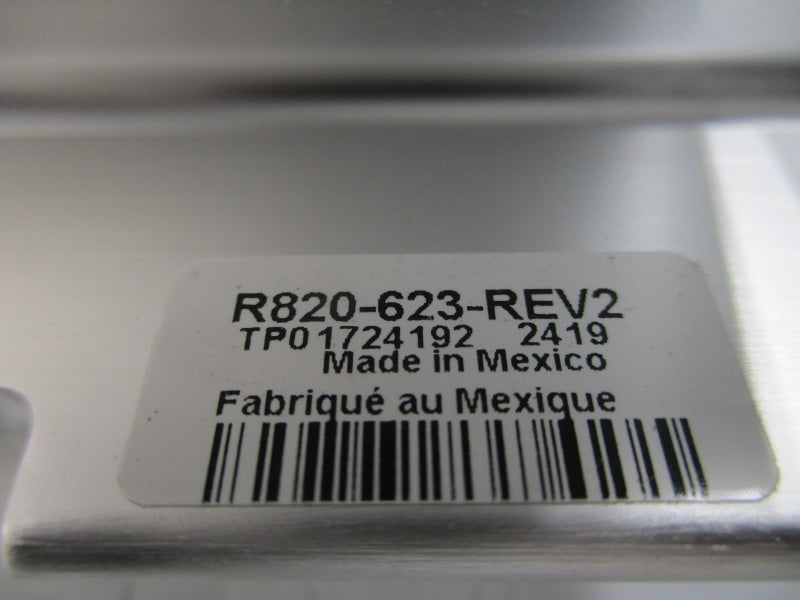 R820-623-REV2
TP01724192 2419
Made in Mexico
Fabriqué au Mexique